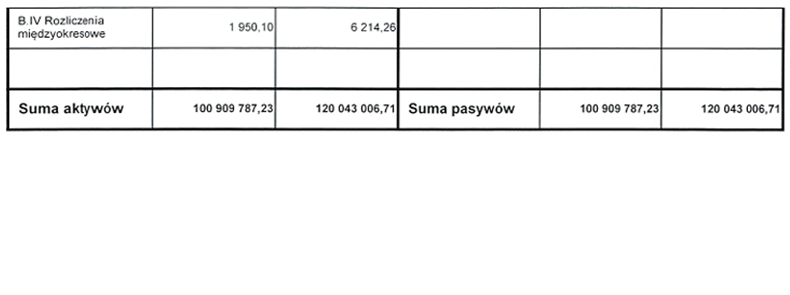 B.IV Rozliczenia
międzyokresowe 1 950,10 6 214,26
Suma aktywów 100 909 787,23 120 043 006,71 Suma pasywów 100 909 787,23 120 043 006,71